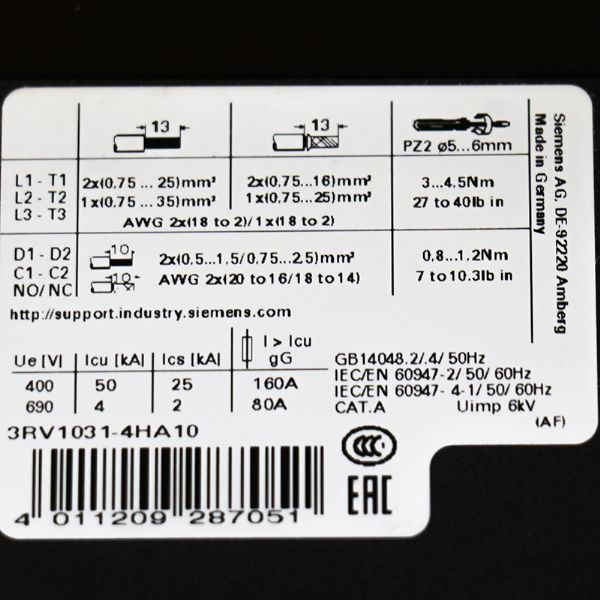 13
13
PZ2 ø5...6mm
L1 - T1
L2 - T2
L3 - T3
2x(0.75 ... 25)mm²
1x(0.75 ... 35)mm²
2x(0.75...16)mm²
1x(0.75...25)mm²
AWG 2x(18 to 2)/1x(18 to 2)
3...4.5Nm
27 to 40lb in
D1 - D2
C1 - C2
NO/ NC
10
10
2x(0.5...1.5/0.75 ...2.5)mm²
AWG 2x(20 to 16/18 to 14)
0,8...1.2Nm
7 to 10.3lb in
http://support.industry.siemens.com
Siemens AG, DE-92220 Amberg
Made in Germany
Ue [V] Icu [kA] Ics [kA] I > Icu gG
400 50 25 160A
690 4 2 80A
GB14048.2/.4/ 50Hz
IEC/EN 60947-2/ 50/ 60Hz
IEC/EN 60947- 4-1/ 50/ 60Hz
CAT.A Uimp 6kV
(AF)
3RV1031-4HA10
CCC
EAC
4 011209 287051